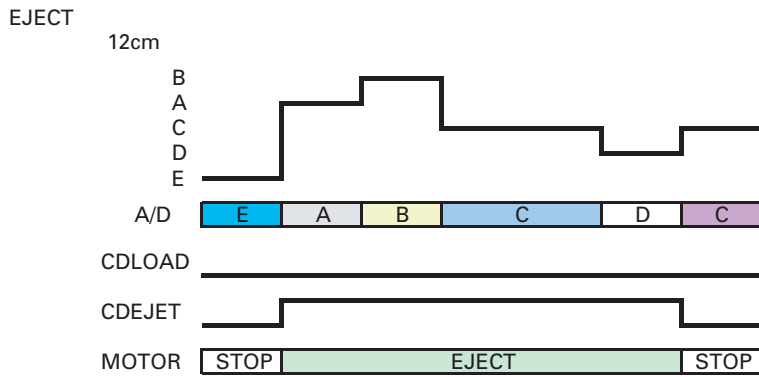 EJECT
12cm
B
A
C
D
E
A/D E A B C D C
CDLOAD
CDEJET
MOTOR STOP EJECT STOP